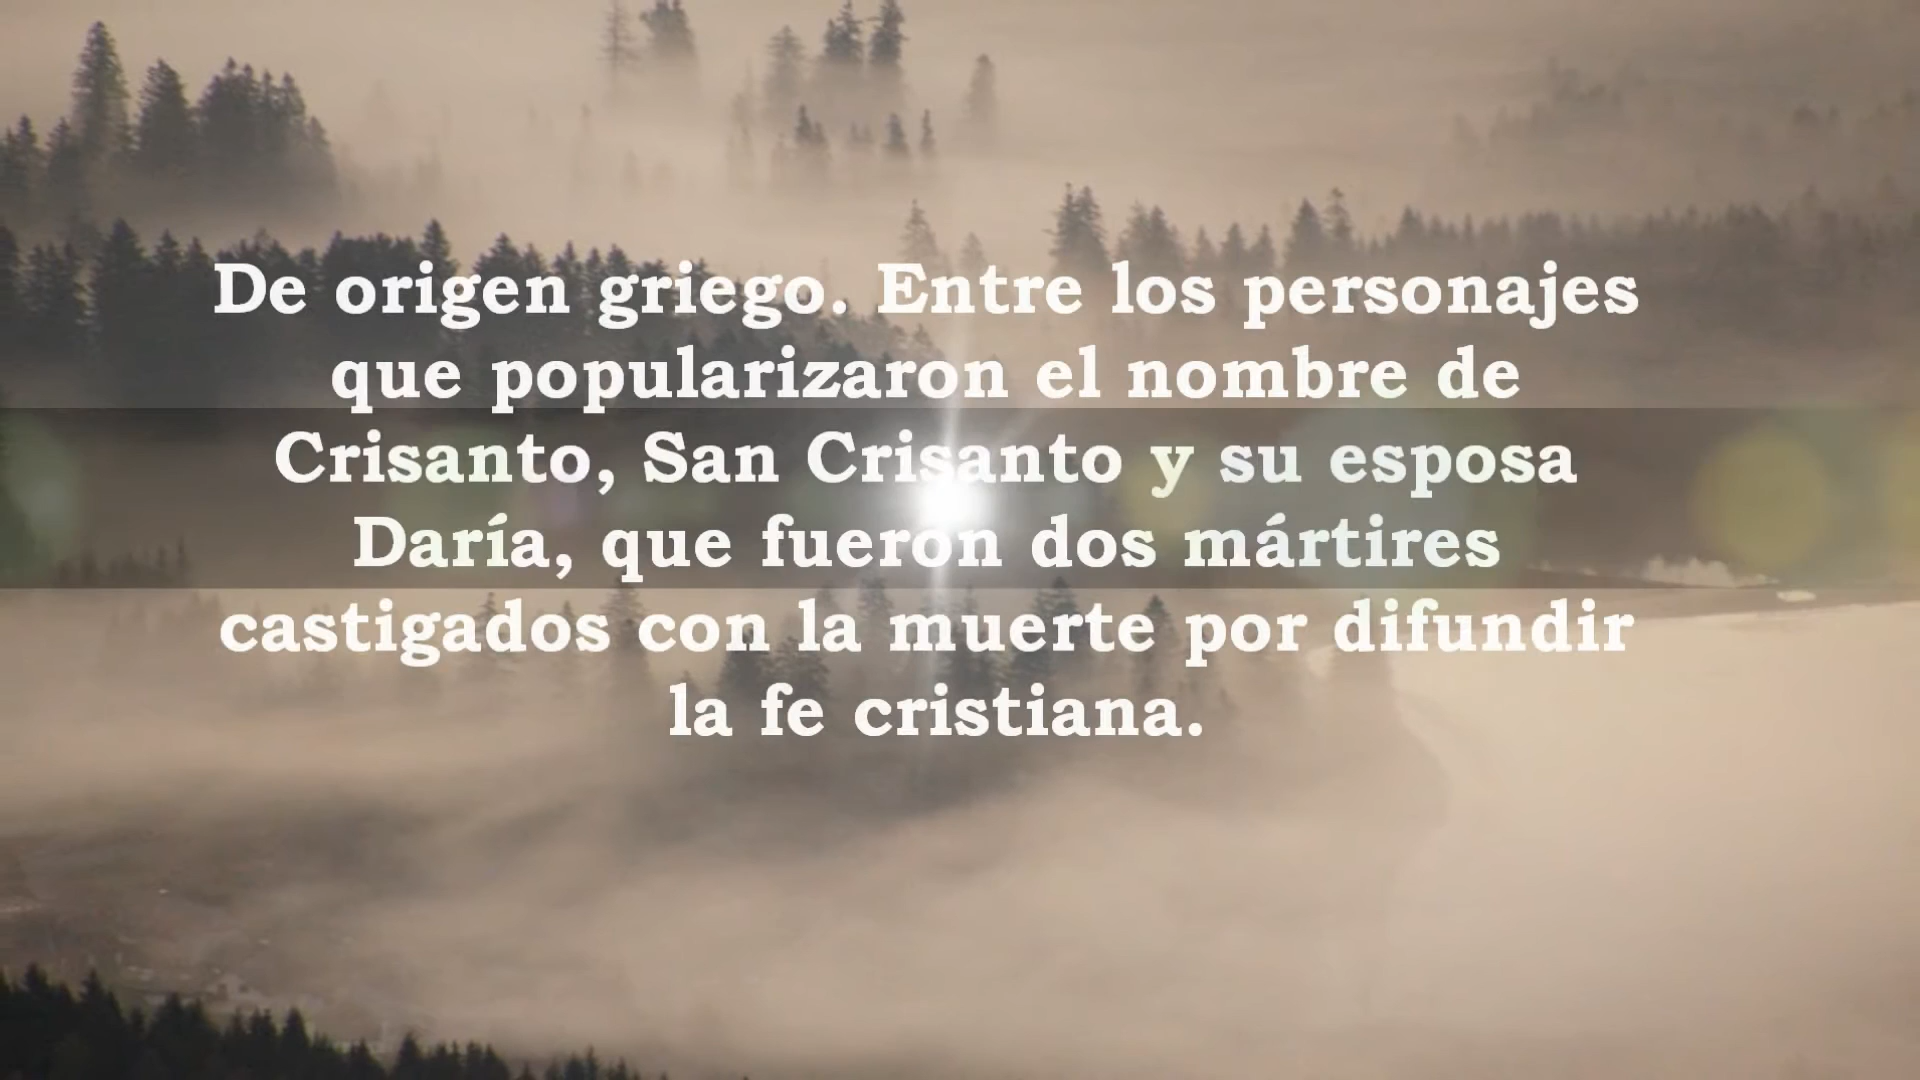 De origen griego. Entre los personajes
que popularizaron el nombre de
Crisanto, San Crisanto y su esposa
Daría, que fueron dos mártires
castigados con la muerte por difundir
la fe cristiana.